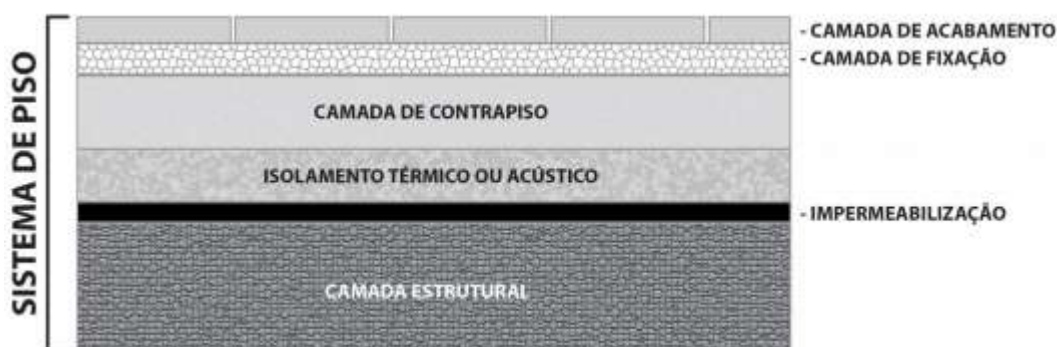 SISTEMA DE PISO
- CAMADA DE ACABAMENTO
- CAMADA DE FIXAÇÃO
CAMADA DE CONTRAPISO
ISOLAMENTO TÉRMICO OU ACÚSTICO
- IMPERMEABILIZAÇÃO
CAMADA ESTRUTURAL